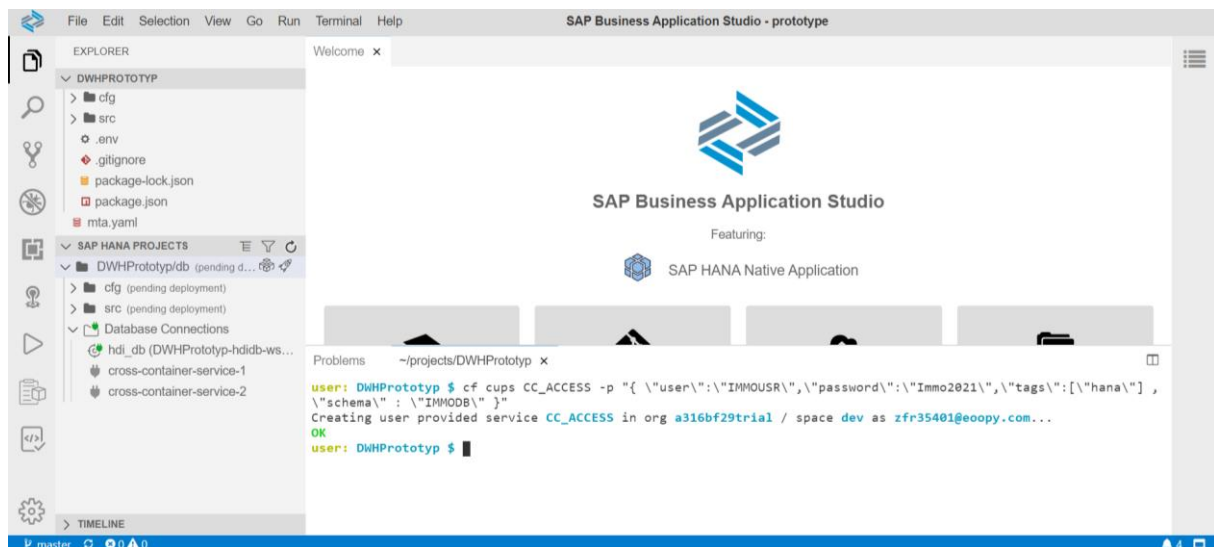 File Edit Selection View Go Run Terminal Help
SAP Business Application Studio - prototype
EXPLORER
DWHPROTOTYP
cfg
src
.env
.gitignore
package-lock.json
package.json
mta.yaml
SAP HANA PROJECTS
DWHPrototyp/db (pending d...
cfg (pending deployment)
src (pending deployment)
Database Connections
hdi_db (DWHPrototyp-hdidb-ws...
cross-container-service-1
cross-container-service-2
TIMELINE
Welcome ×
SAP Business Application Studio
Featuring:
SAP HANA Native Application
Problems ~/projects/DWHPrototyp ×
user: DWHPrototyp $ cf cups CC_ACCESS -p "{ \"user\":\"IMMOUSR\",\"password\":\"Immo2021\",\"tags\":[\"hana\"] ,
\"schema\" : \"IMMODB\" }"
Creating user provided service CC_ACCESS in org a316bf29trial / space dev as zfr35401@eoopy.com...
OK
user: DWHPrototyp $
master 0 0 4